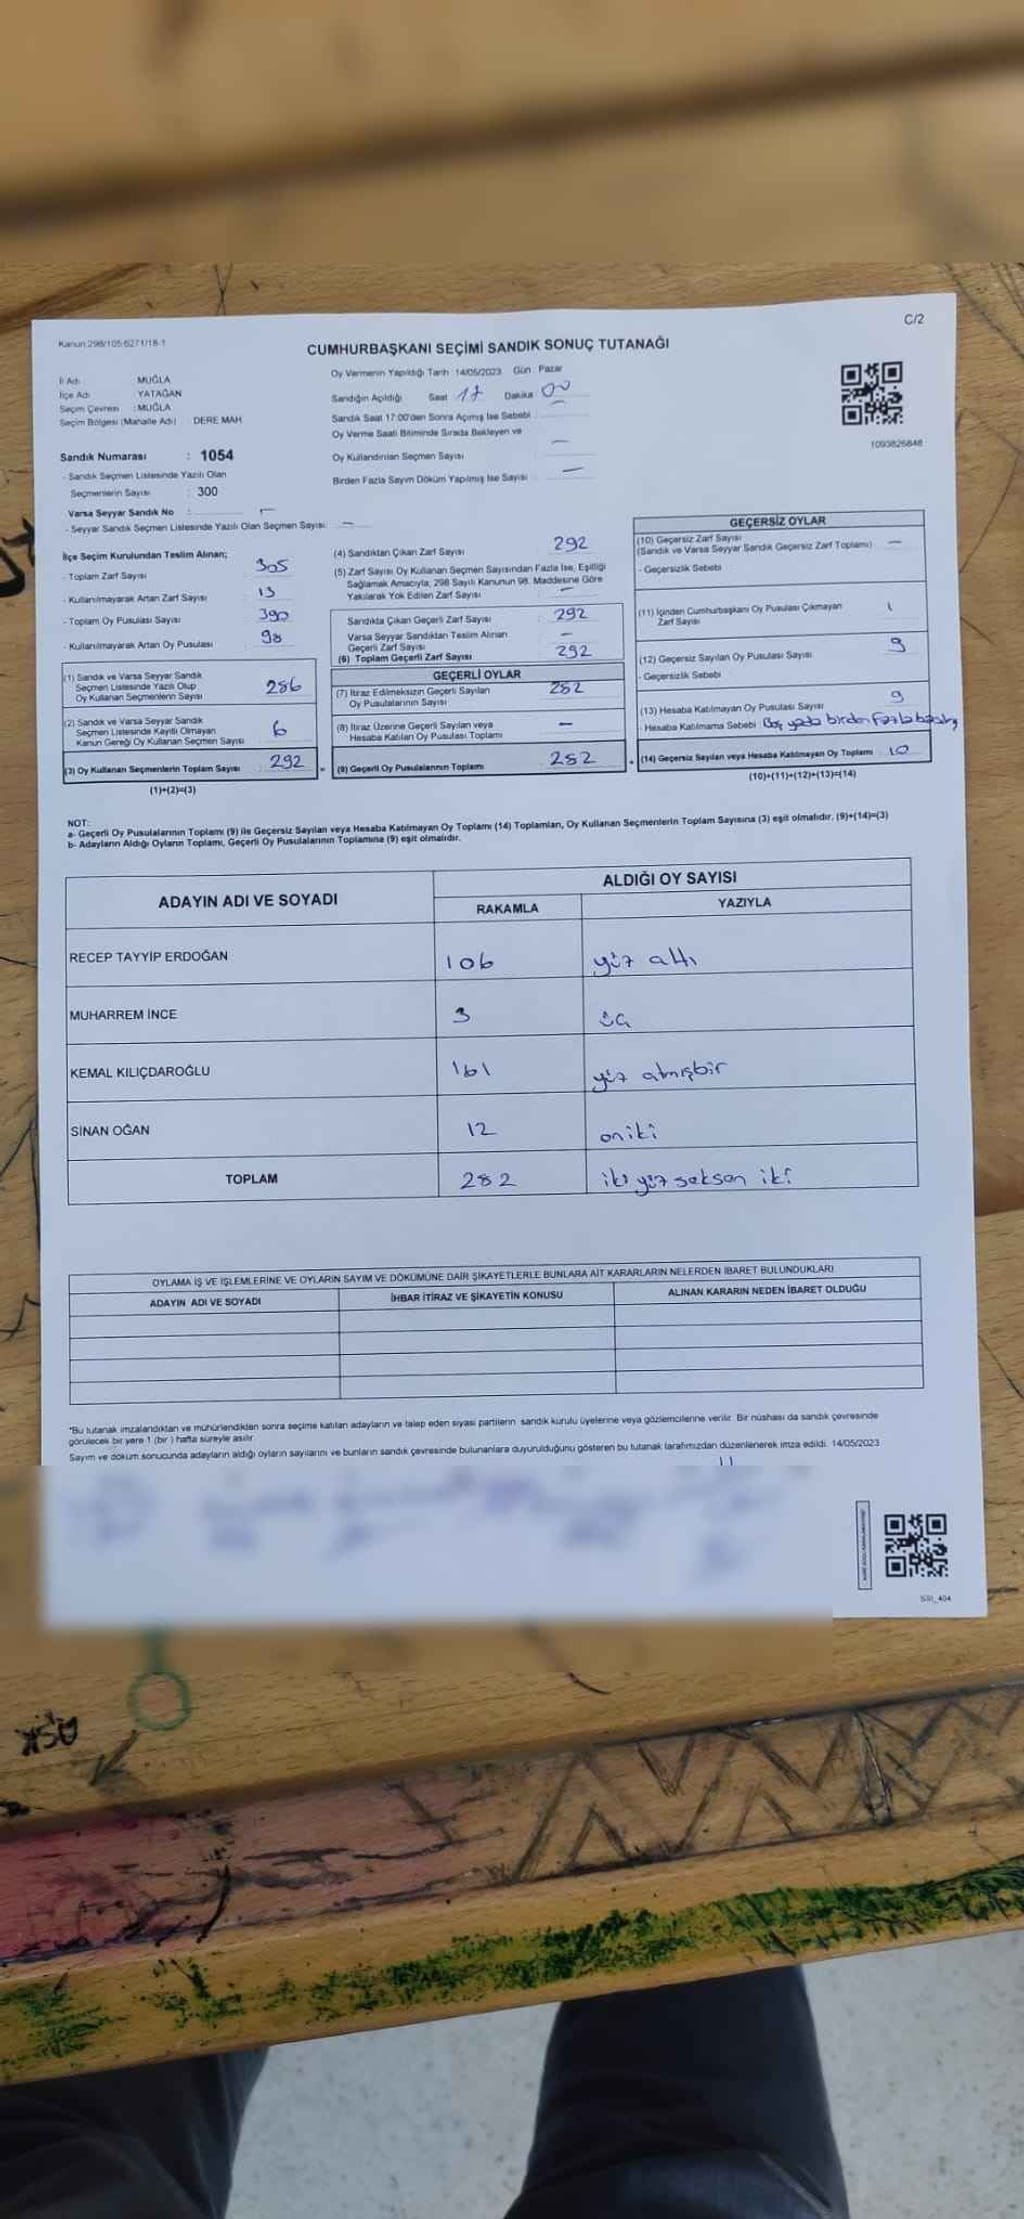 C/2
Kanun:298/105 6271/18-1
CUMHURBAŞKANI SEÇİMİ SANDIK SONUÇ TUTANAĞI
İl Adı : MUĞLA
İlçe Adı : YATAĞAN
Seçim Çevresi : MUĞLA
Seçim Bölgesi (Mahalle Adı) DERE MAH
Sandık Numarası : 1054
- Sandık Seçmen Listesinde Yazılı Olan
Seçmenlerin Sayısı : 300
Varsa Seyyar Sandık No : —
- Seyyar Sandık Seçmen Listesinde Yazılı Olan Seçmen Sayısı: —
Oy Vermenin Yapıldığı Tarih 14/05/2023 Gün : Pazar
Sandığın Açıldığı Saat 17 Dakika 00
Sandık Saat 17:00'den Sonra Açımış İse Sebebi : —
Oy Verme Saati Bitiminde Sırada Bekleyen ve
Oy Kullandırılan Seçmen Sayısı : —
Birden Fazla Sayım Döküm Yapılmış İse Sayısı : —
1093826848
İlçe Seçim Kurulundan Teslim Alınan;
- Toplam Zarf Sayısı : 305
- Kullanılmayarak Artan Zarf Sayısı : 13
- Toplam Oy Pusulası Sayısı : 390
- Kullanılmayarak Artan Oy Pusulası : 98
(1) Sandık ve Varsa Seyyar Sandık
Seçmen Listesinde Yazılı Olup
Oy Kullanan Seçmenlerin Sayısı : 286
(2) Sandık ve Varsa Seyyar Sandık
Seçmen Listesinde Kayıtlı Olmayan
Kanun Gereği Oy Kullanan Seçmen Sayısı : 6
(3) Oy Kullanan Seçmenlerin Toplam Sayısı : 292
(1)+(2)=(3)
(4) Sandıktan Çıkan Zarf Sayısı : 292
(5) Zarf Sayısı Oy Kullanan Seçmen Sayısından Fazla İse, Eşitliği
Sağlamak Amacıyla, 298 Sayılı Kanunun 98. Maddesine Göre
Yakılarak Yok Edilen Zarf Sayısı : —
Sandıkta Çıkan Geçerli Zarf Sayısı : 292
Varsa Seyyar Sandıktan Teslim Alınan
Geçerli Zarf Sayısı : —
(6) Toplam Geçerli Zarf Sayısı : 292
GEÇERLİ OYLAR
(7) İtiraz Edilmeksizin Geçerli Sayılan
Oy Pusulalarının Sayısı : 282
(8) İtiraz Üzerine Geçerli Sayılan veya
Hesaba Katılan Oy Pusulası Toplamı : —
= (9) Geçerli Oy Pusulalarının Toplamı : 282
GEÇERSİZ OYLAR
(10) Geçersiz Zarf Sayısı
(Sandık ve Varsa Seyyar Sandık Geçersiz Zarf Toplamı) : —
- Geçersizlik Sebebi
(11) İçinden Cumhurbaşkanı Oy Pusulası Çıkmayan
Zarf Sayısı : 1
(12) Geçersiz Sayılan Oy Pusulası Sayısı : 9
- Geçersizlik Sebebi
(13) Hesaba Katılmayan Oy Pusulası Sayısı : 9
- Hesaba Katılmama Sebebi Boş yada birden fazla
+ (14) Geçersiz Sayılan veya Hesaba Katılmayan Oy Toplamı : 10
(10)+(11)+(12)+(13)=(14)
NOT:
a- Geçerli Oy Pusulalarının Toplamı (9) ile Geçersiz Sayılan veya Hesaba Katılmayan Oy Toplamı (14) Toplamları, Oy Kullanan Seçmenlerin Toplam Sayısına (3) eşit olmalıdır. (9)+(14)=(3)
b- Adayların Aldığı Oyların Toplamı, Geçerli Oy Pusulalarının Toplamına (9) eşit olmalıdır.
ADAYIN ADI VE SOYADI
ALDIĞI OY SAYISI
RAKAMLA YAZIYLA
RECEP TAYYİP ERDOĞAN 106 yüz altı
MUHARREM İNCE 3 üç
KEMAL KILIÇDAROĞLU 161 yüz atmışbir
SİNAN OĞAN 12 oniki
TOPLAM 282 iki yüz seksen iki
OYLAMA İŞ VE İŞLEMLERİNE VE OYLARIN SAYIM VE DÖKÜMÜNE DAİR ŞİKAYETLERLE BUNLARA AİT KARARLARIN NELERDEN İBARET BULUNDUKLARI
ADAYIN ADI VE SOYADI İHBAR İTİRAZ VE ŞİKAYETİN KONUSU ALINAN KARARIN NEDEN İBARET OLDUĞU
*Bu tutanak imzalandıktan ve mühürlendikten sonra seçime katılan adayların ve talep eden siyasi partilerin sandık kurulu üyelerine veya gözlemcilerine verilir. Bir nüshası da sandık çevresinde
görülecek bir yere 1 (bir) hafta süreyle asılır.
Sayım ve döküm sonucunda adayların aldığı oyların sayılarını ve bunların sandık çevresinde bulunanlara duyurulduğunu gösteren bu tutanak tarafımızdan düzenlenerek imza edildi. 14/05/2023
AŞK